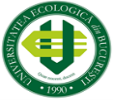 UNIVERSITATEA ECOLOGICĂ din BUCUREȘTI
• 1990 •